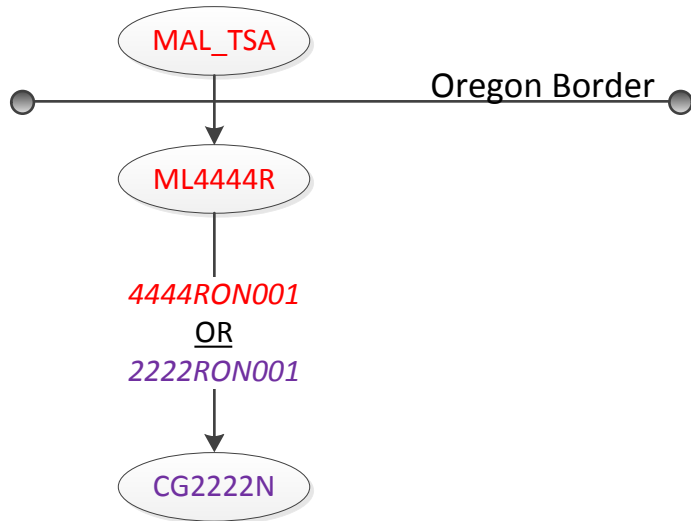 MAL_TSA
Oregon Border
ML4444R
4444RON001
OR
2222RON001
CG2222N